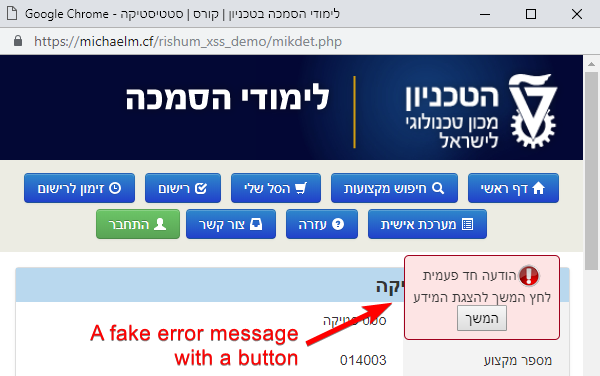 לימודי הסמכה בטכניון | קורס | סטטיסטיקה - Google Chrome
https://michaelm.cf/rishum_xss_demo/mikdet.php
הטכניון
מכון טכנולוגי
לישראל
לימודי הסמכה
דף ראשי
חיפוש מקצועות
הסל שלי
רישום
זימון לרישום
מערכת אישית
עזרה
צור קשר
התחבר
הודעה חד פעמית
לחץ המשך להצגת המידע
המשך
יקה
סטטיסטיקה
מספר מקצוע
014003
A fake error message
with a button